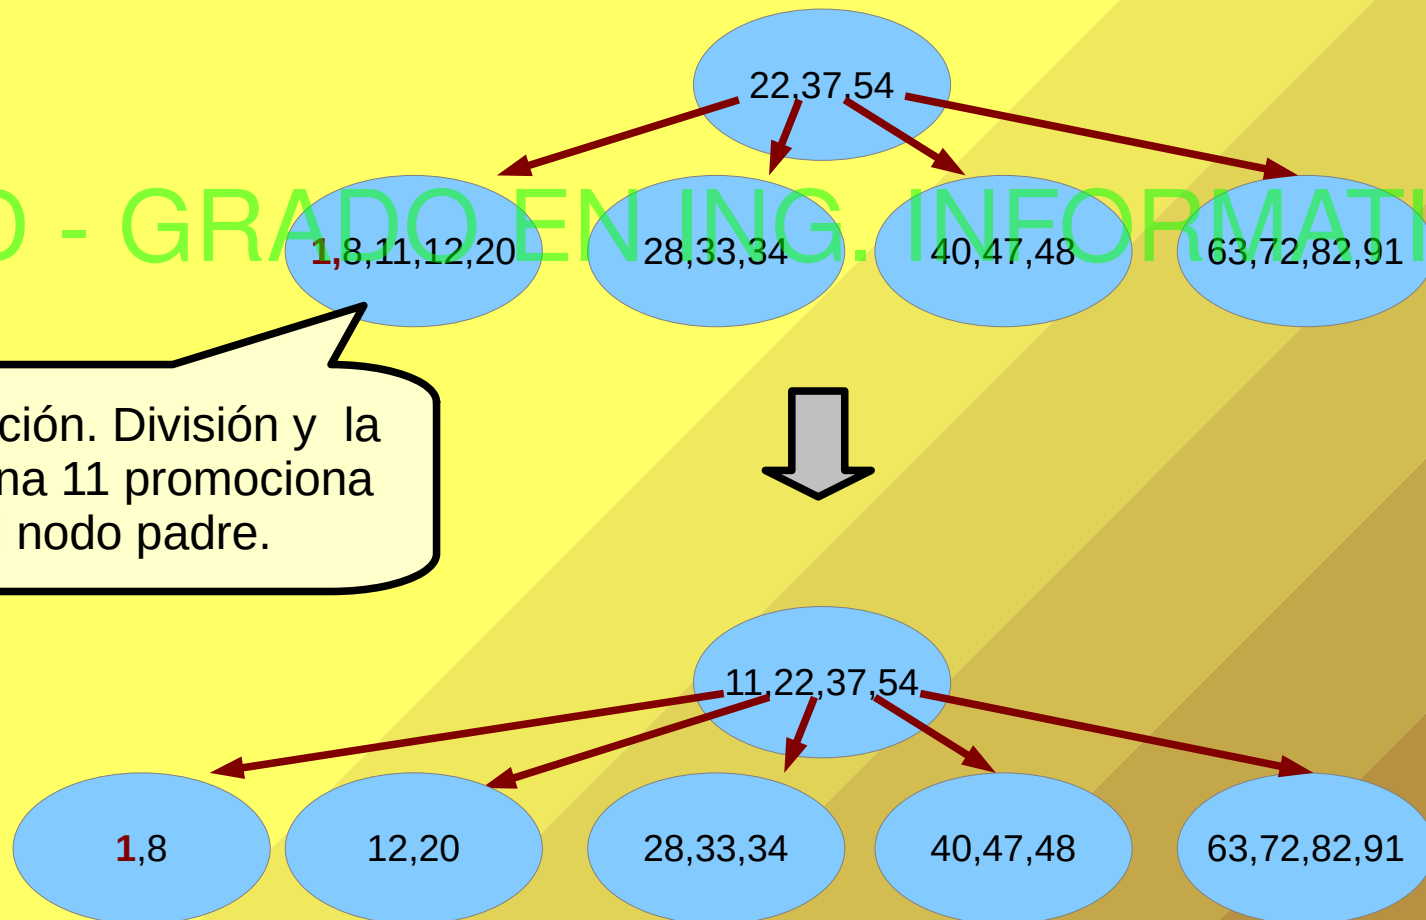 22,37,54
- GRADO EN ING. INFORMATI
1,8,11,12,20
28,33,34
40,47,48
63,72,82,91
ción. División y la
na 11 promociona
nodo padre.
11,22,37,54
1,8
12,20
28,33,34
40,47,48
63,72,82,91